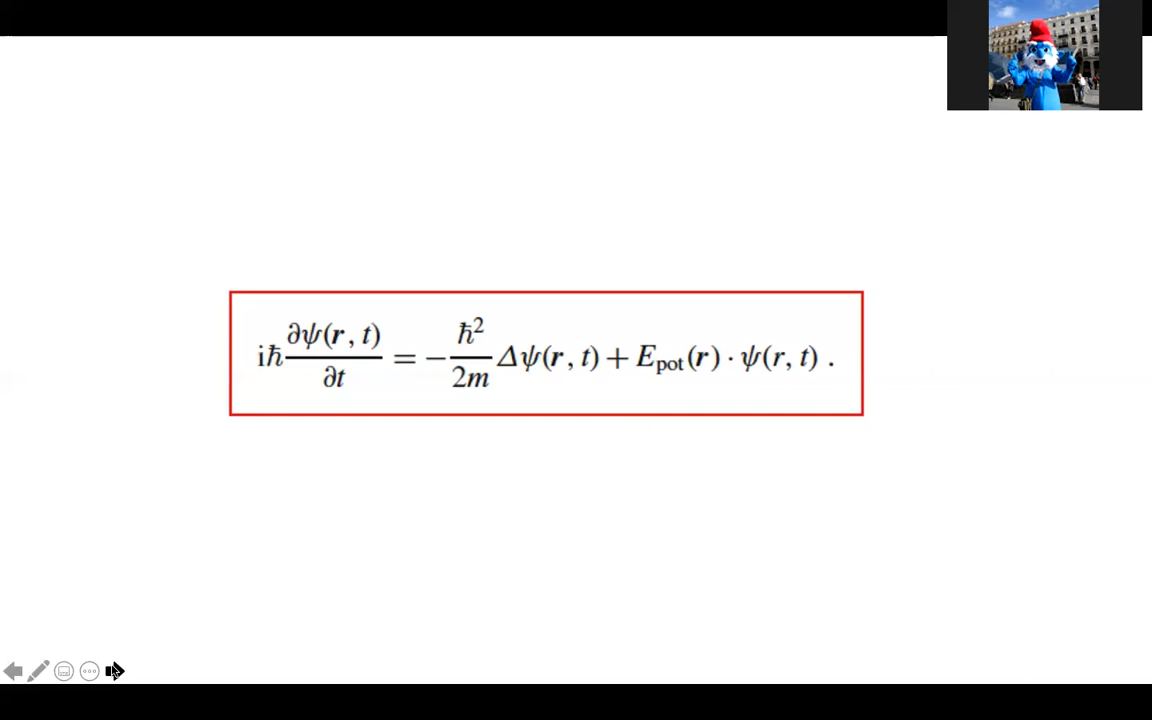 iħ ∂ψ(r, t)/∂t = − ħ²/2m Δψ(r, t) + E_pot(r) · ψ(r, t) .